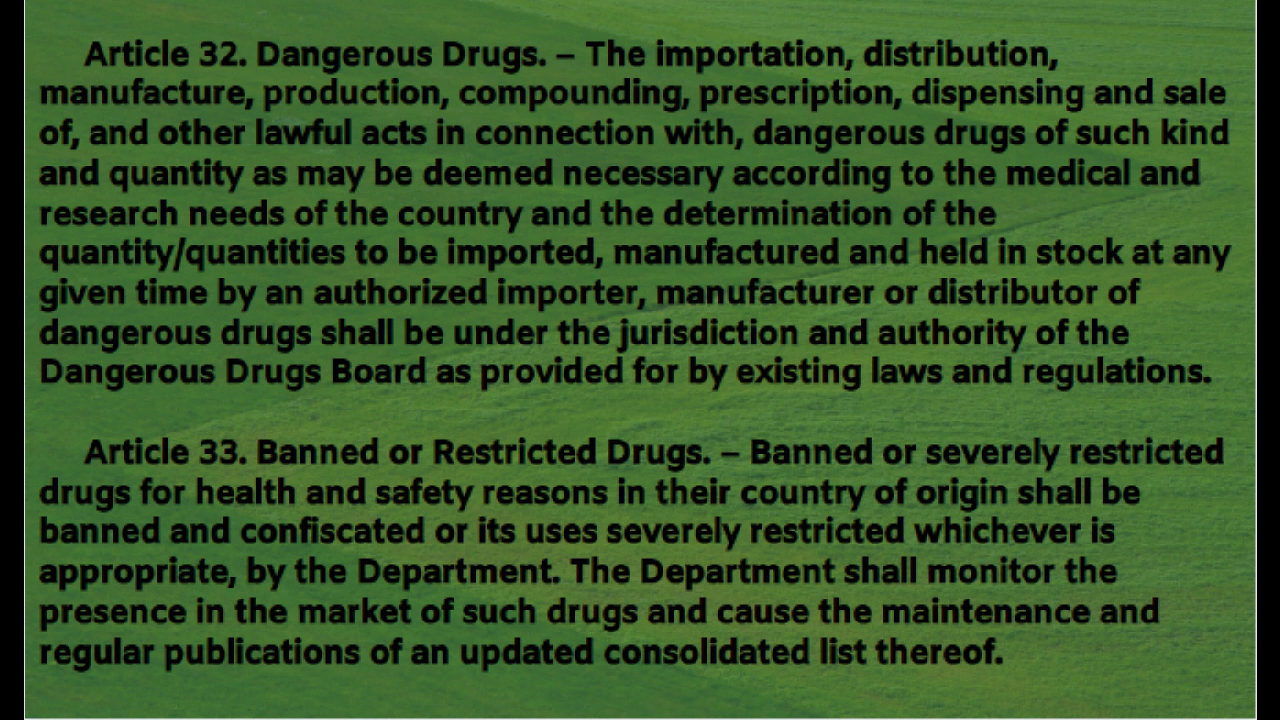 Article 32. Dangerous Drugs. – The importation, distribution,
manufacture, production, compounding, prescription, dispensing and sale
of, and other lawful acts in connection with, dangerous drugs of such kind
and quantity as may be deemed necessary according to the medical and
research needs of the country and the determination of the
quantity/quantities to be imported, manufactured and held in stock at any
given time by an authorized importer, manufacturer or distributor of
dangerous drugs shall be under the jurisdiction and authority of the
Dangerous Drugs Board as provided for by existing laws and regulations.
Article 33. Banned or Restricted Drugs. – Banned or severely restricted
drugs for health and safety reasons in their country of origin shall be
banned and confiscated or its uses severely restricted whichever is
appropriate, by the Department. The Department shall monitor the
presence in the market of such drugs and cause the maintenance and
regular publications of an updated consolidated list thereof.